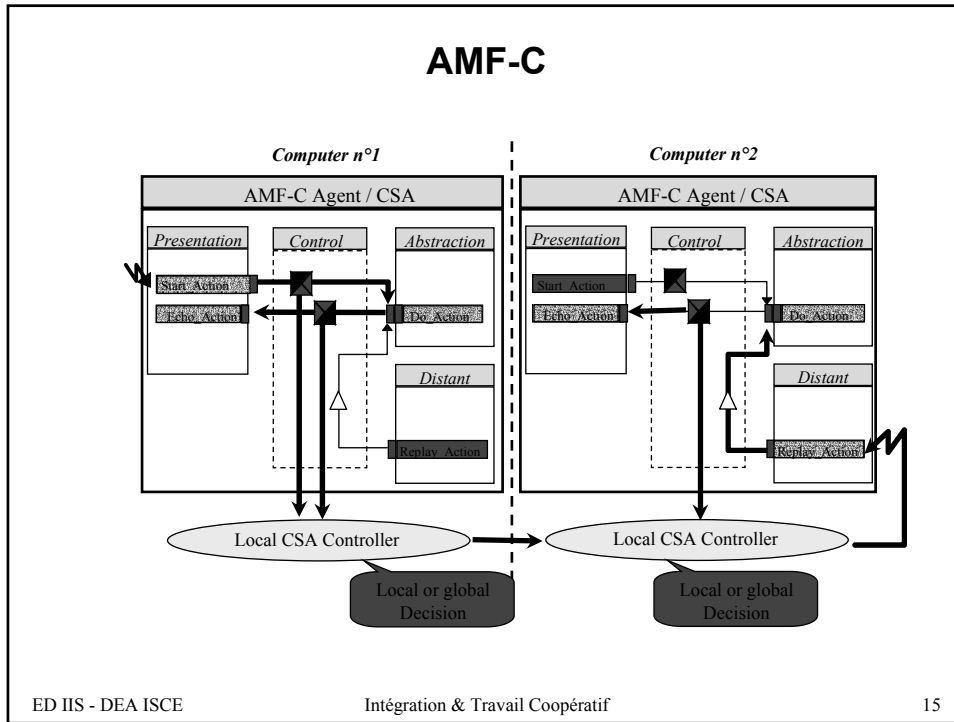 AMF-C
Computer n°1
AMF-C Agent / CSA
Presentation
Control
Abstraction
Start_Action
Echo_Action
Do_Action
Distant
Replay_Action
Local CSA Controller
Local or global
Decision
Computer n°2
AMF-C Agent / CSA
Presentation
Control
Abstraction
Start_Action
Echo_Action
Do_Action
Distant
Replay_Action
Local CSA Controller
Local or global
Decision
ED IIS - DEA ISCE
Intégration & Travail Coopératif
15